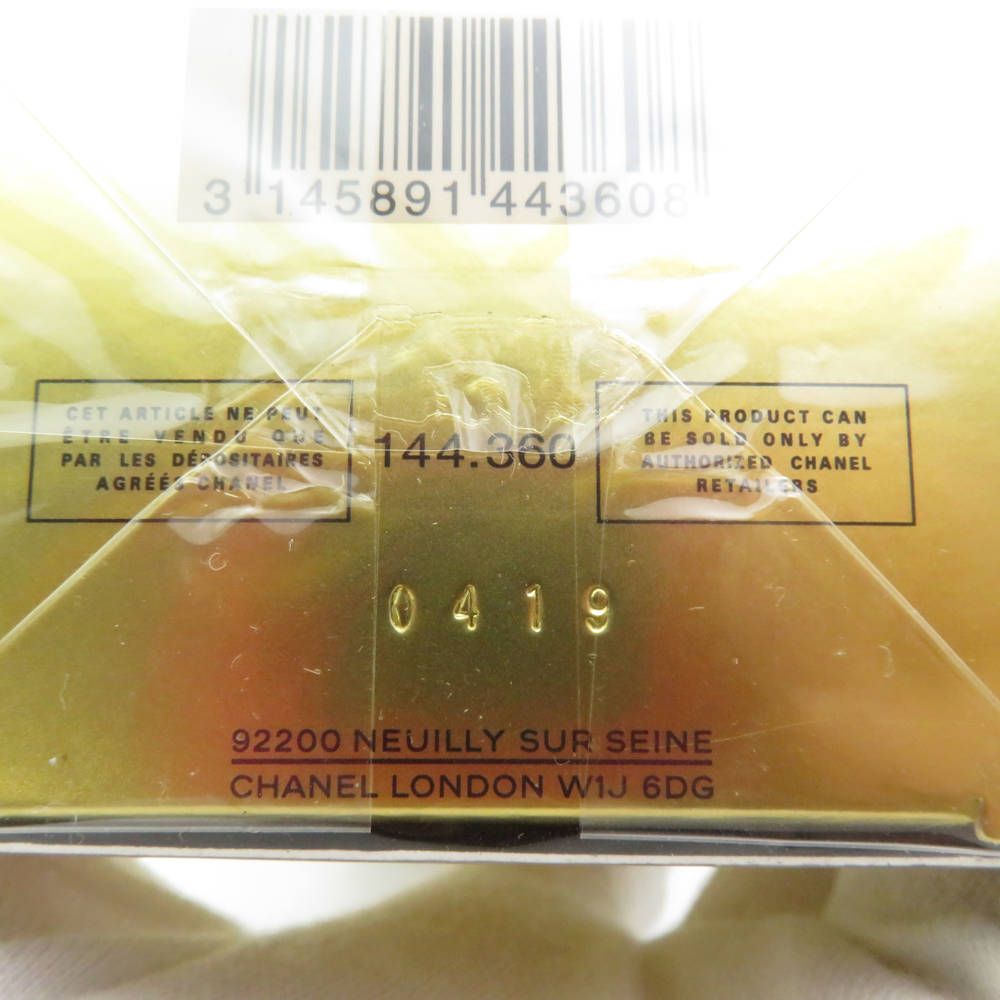 3 145891 443608
CET ARTICLE NE PEUT
ÊTRE VENDU QUE
PAR LES DÉPOSITAIRES
AGRÉÉS CHANEL
144.360
THIS PRODUCT CAN
BE SOLD ONLY BY
AUTHORIZED CHANEL
RETAILERS
0419
92200 NEUILLY SUR SEINE
CHANEL LONDON W1J 6DG